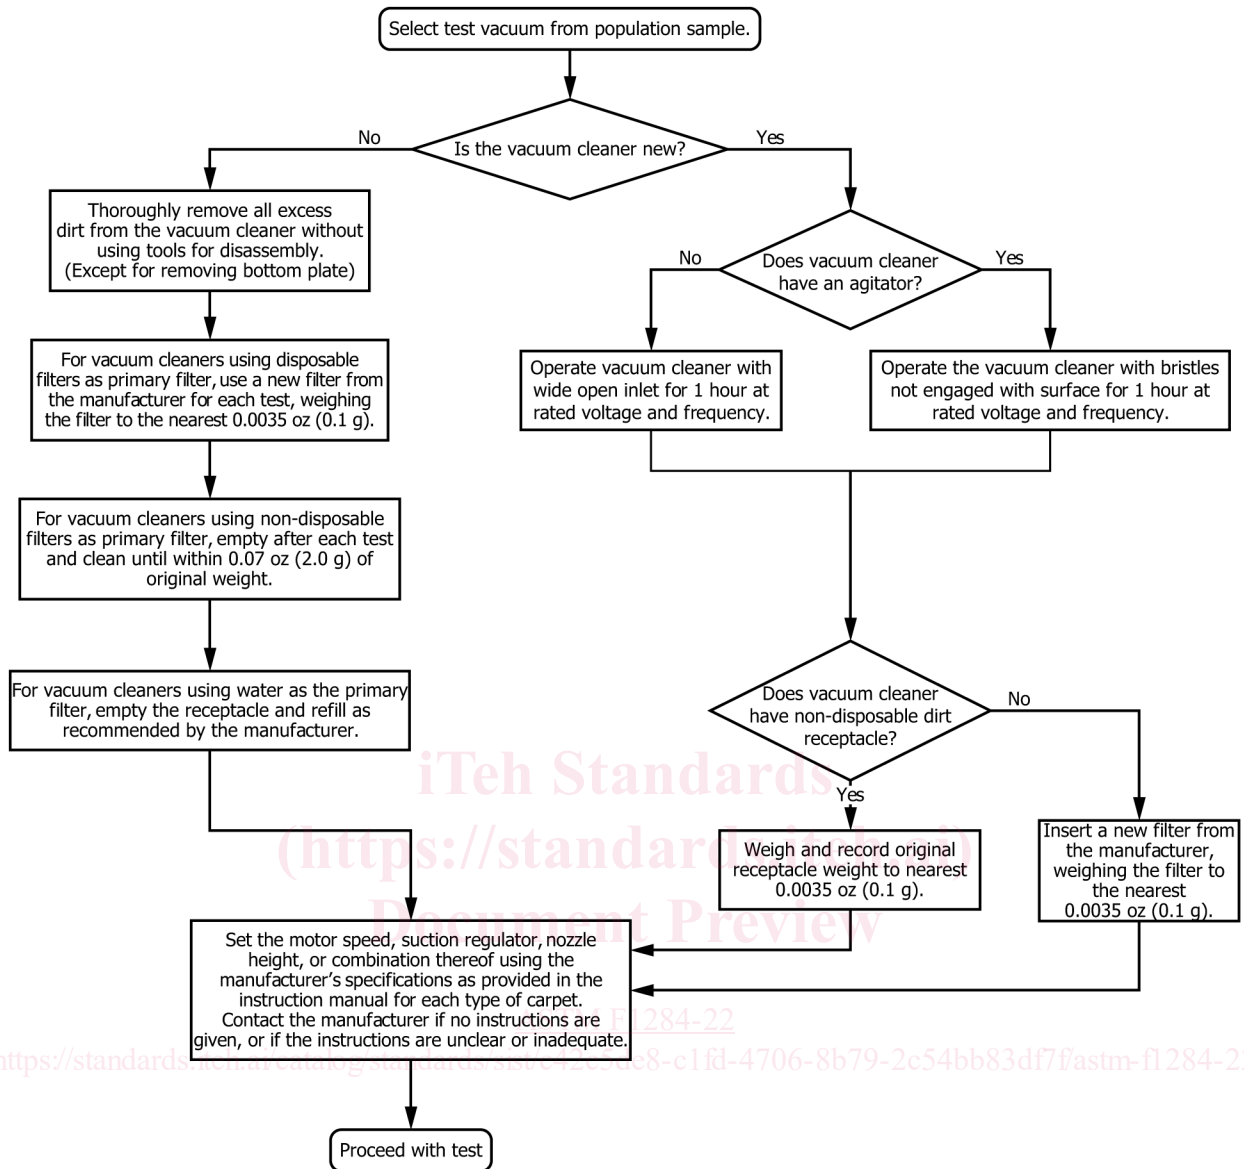 Select test vacuum from population sample.
No
Yes
Is the vacuum cleaner new?
Thoroughly remove all excess
dirt from the vacuum cleaner without
using tools for disassembly.
(Except for removing bottom plate)
No
Yes
Does vacuum cleaner
have an agitator?
For vacuum cleaners using disposable
filters as primary filter, use a new filter from
the manufacturer for each test, weighing
the filter to the nearest 0.0035 oz (0.1 g).
Operate vacuum cleaner with
wide open inlet for 1 hour at
rated voltage and frequency.
Operate the vacuum cleaner with bristles
not engaged with surface for 1 hour at
rated voltage and frequency.
For vacuum cleaners using non-disposable
filters as primary filter, empty after each test
and clean until within 0.07 oz (2.0 g) of
original weight.
For vacuum cleaners using water as the primary
filter, empty the receptacle and refill as
recommended by the manufacturer.
Does vacuum cleaner
have non-disposable dirt
receptacle?
No
Yes
iTeh Standards
(https://standards.iteh.ai)
Document Preview
Weigh and record original
receptacle weight to nearest
0.0035 oz (0.1 g).
Insert a new filter from
the manufacturer,
weighing the filter to
the nearest
0.0035 oz (0.1 g).
Set the motor speed, suction regulator, nozzle
height, or combination thereof using the
manufacturer's specifications as provided in the
instruction manual for each type of carpet.
Contact the manufacturer if no instructions are
given, or if the instructions are unclear or inadequate.
ASTM F1284-22
https://standards.iteh.ai/catalog/standards/sist/c42c5de8-c1fd-4706-8b79-2c54bb83df7f/astm-f1284-2
Proceed with test